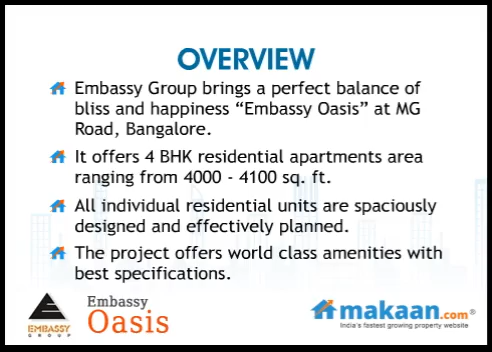 OVERVIEW
Embassy Group brings a perfect balance of
bliss and happiness “Embassy Oasis” at MG
Road, Bangalore.
It offers 4 BHK residential apartments area
ranging from 4000 - 4100 sq. ft.
All individual residential units are spaciously
designed and effectively planned.
The project offers world class amenities with
best specifications.
EMBASSY
GROUP
Embassy
Oasis
makaan.com®
India's fastest growing property website